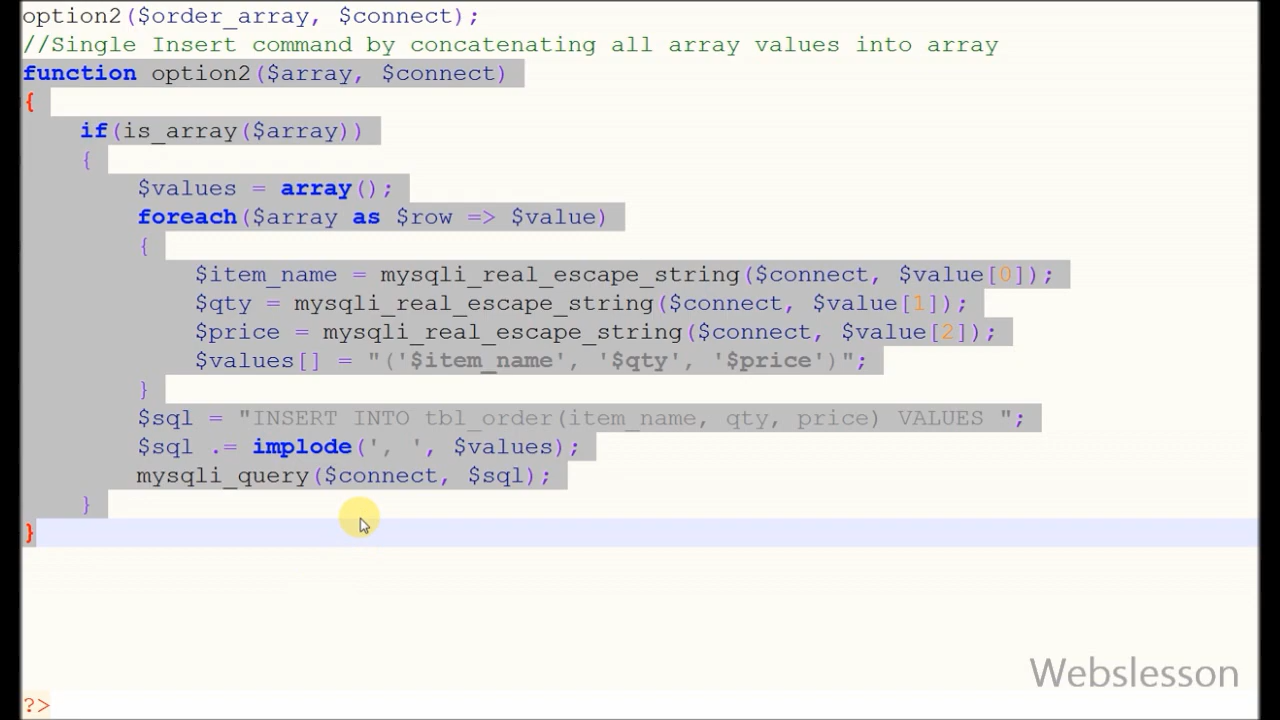 option2($order_array, $connect);
//Single Insert command by concatenating all array values into array
function option2($array, $connect)
{
    if(is_array($array))
    {
        $values = array();
        foreach($array as $row => $value)
        {
            $item_name = mysqli_real_escape_string($connect, $value[0]);
            $qty = mysqli_real_escape_string($connect, $value[1]);
            $price = mysqli_real_escape_string($connect, $value[2]);
            $values[] = "('$item_name', '$qty', '$price')";
        }
        $sql = "INSERT INTO tbl_order(item_name, qty, price) VALUES ";
        $sql .= implode(', ', $values);
        mysqli_query($connect, $sql);
    }
}
Webslesson
?>